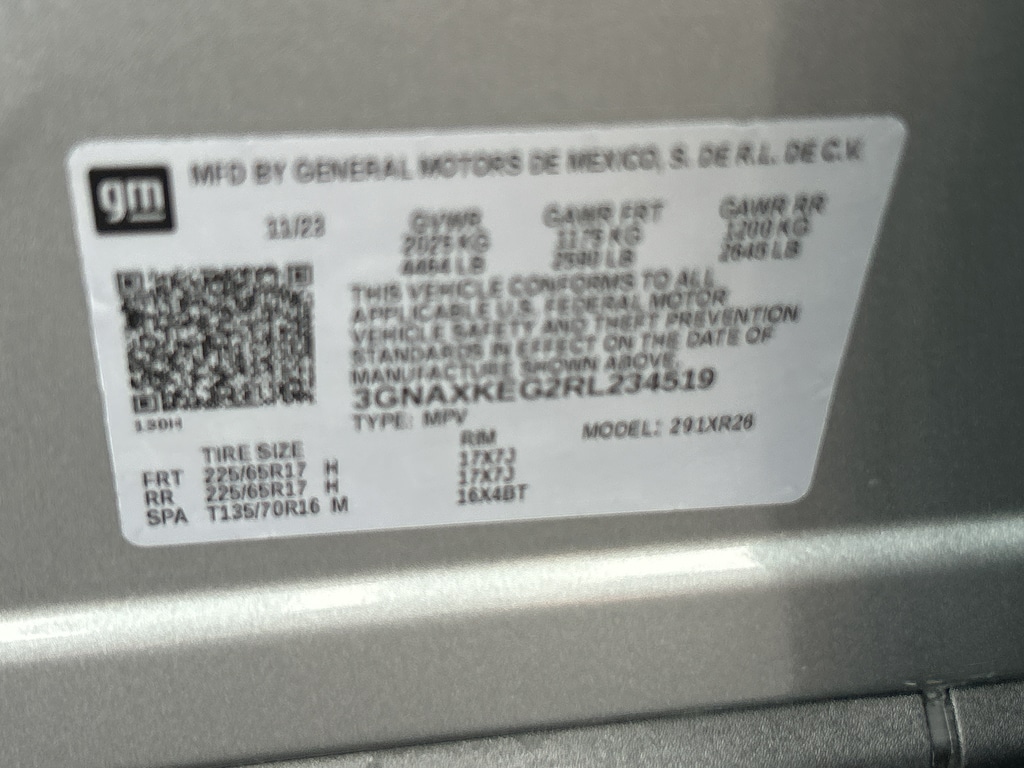 gm
MFD BY GENERAL MOTORS DE MEXICO, S. DE R.L. DE C.V.
11/23 GVWR GAWR FRT GAWR RR
2025 KG 1175 KG 1200 KG
4464 LB 2590 LB 2645 LB
THIS VEHICLE CONFORMS TO ALL
APPLICABLE U.S. FEDERAL MOTOR
VEHICLE SAFETY AND THEFT PREVENTION
STANDARDS IN EFFECT ON THE DATE OF
MANUFACTURE SHOWN ABOVE.
3GNAXKEG2RL234519
TYPE: MPV MODEL: 291XR26
TIRE SIZE RIM
FRT 225/65R17 H 17X7J
RR 225/65R17 H 17X7J
SPA T135/70R16 M 16X4BT